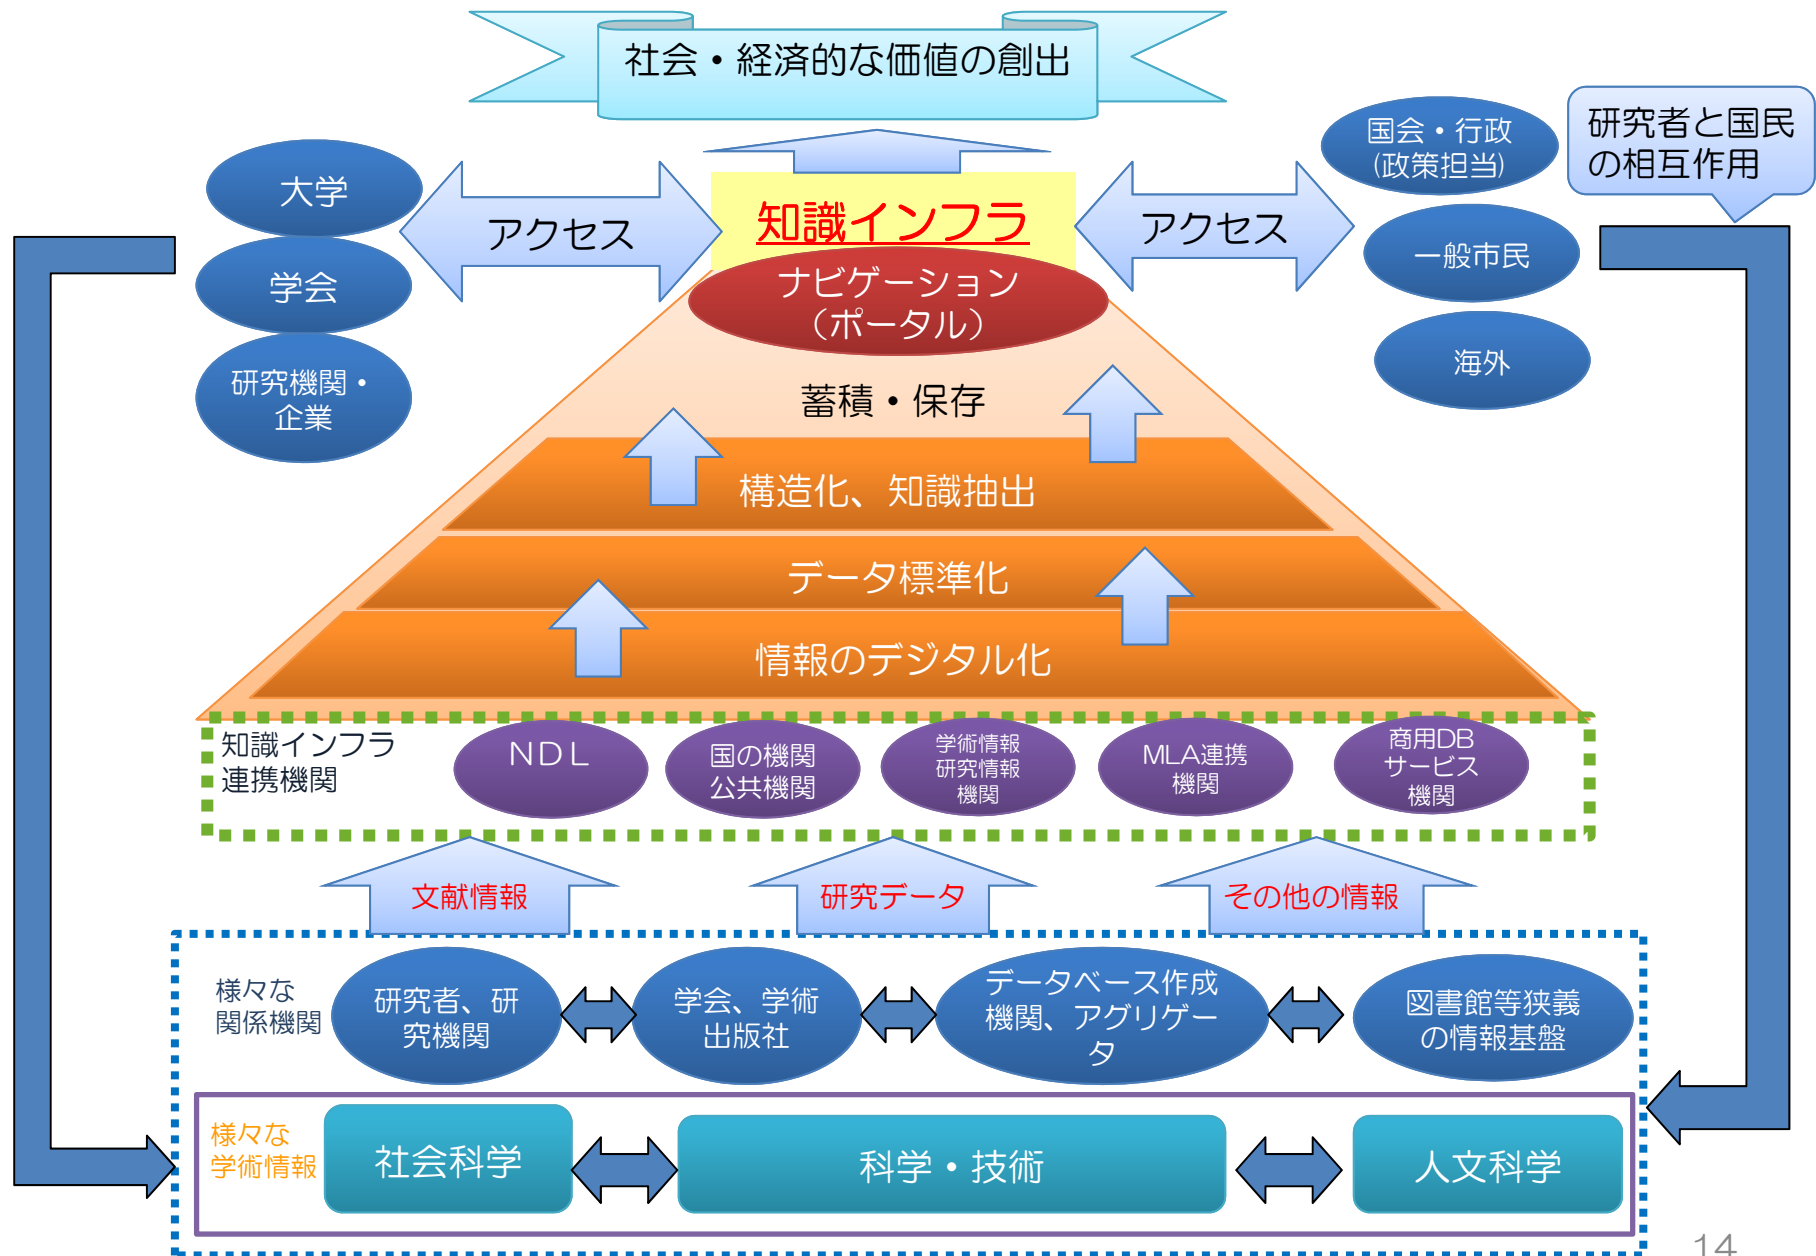 社会・経済的な価値の創出
研究者と国民
の相互作用
国会・行政
(政策担当)
大学
アクセス
知識インフラ
アクセス
一般市民
学会
ナビゲーション
（ポータル）
海外
研究機関・
企業
蓄積・保存
構造化、知識抽出
データ標準化
情報のデジタル化
知識インフラ
連携機関
ＮＤＬ
国の機関
公共機関
学術情報
研究情報
機関
MLA連携
機関
商用DB
サービス
機関
文献情報
研究データ
その他の情報
様々な
関係機関
研究者、研
究機関
学会、学術
出版社
データベース作成
機関、アグリゲー
タ
図書館等狭義
の情報基盤
様々な
学術情報
社会科学
科学・技術
人文科学
14